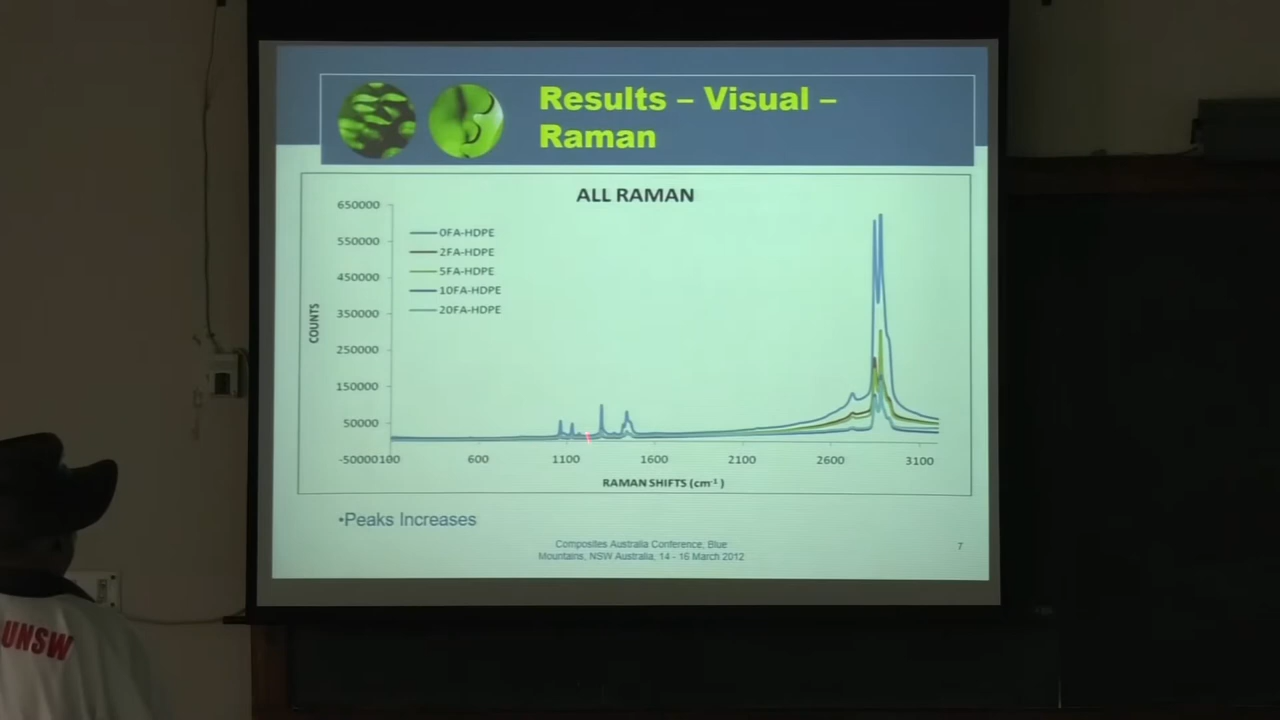 Results – Visual –
Raman
ALL RAMAN
650000
550000
450000
350000
250000
150000
50000
-50000
COUNTS
0FA-HDPE
2FA-HDPE
5FA-HDPE
10FA-HDPE
20FA-HDPE
100 600 1100 1600 2100 2600 3100
RAMAN SHIFTS (cm-1 )
•Peaks Increases
Composites Australia Conference, Blue
Mountains, NSW Australia, 14 - 16 March 2012
7
UNSW